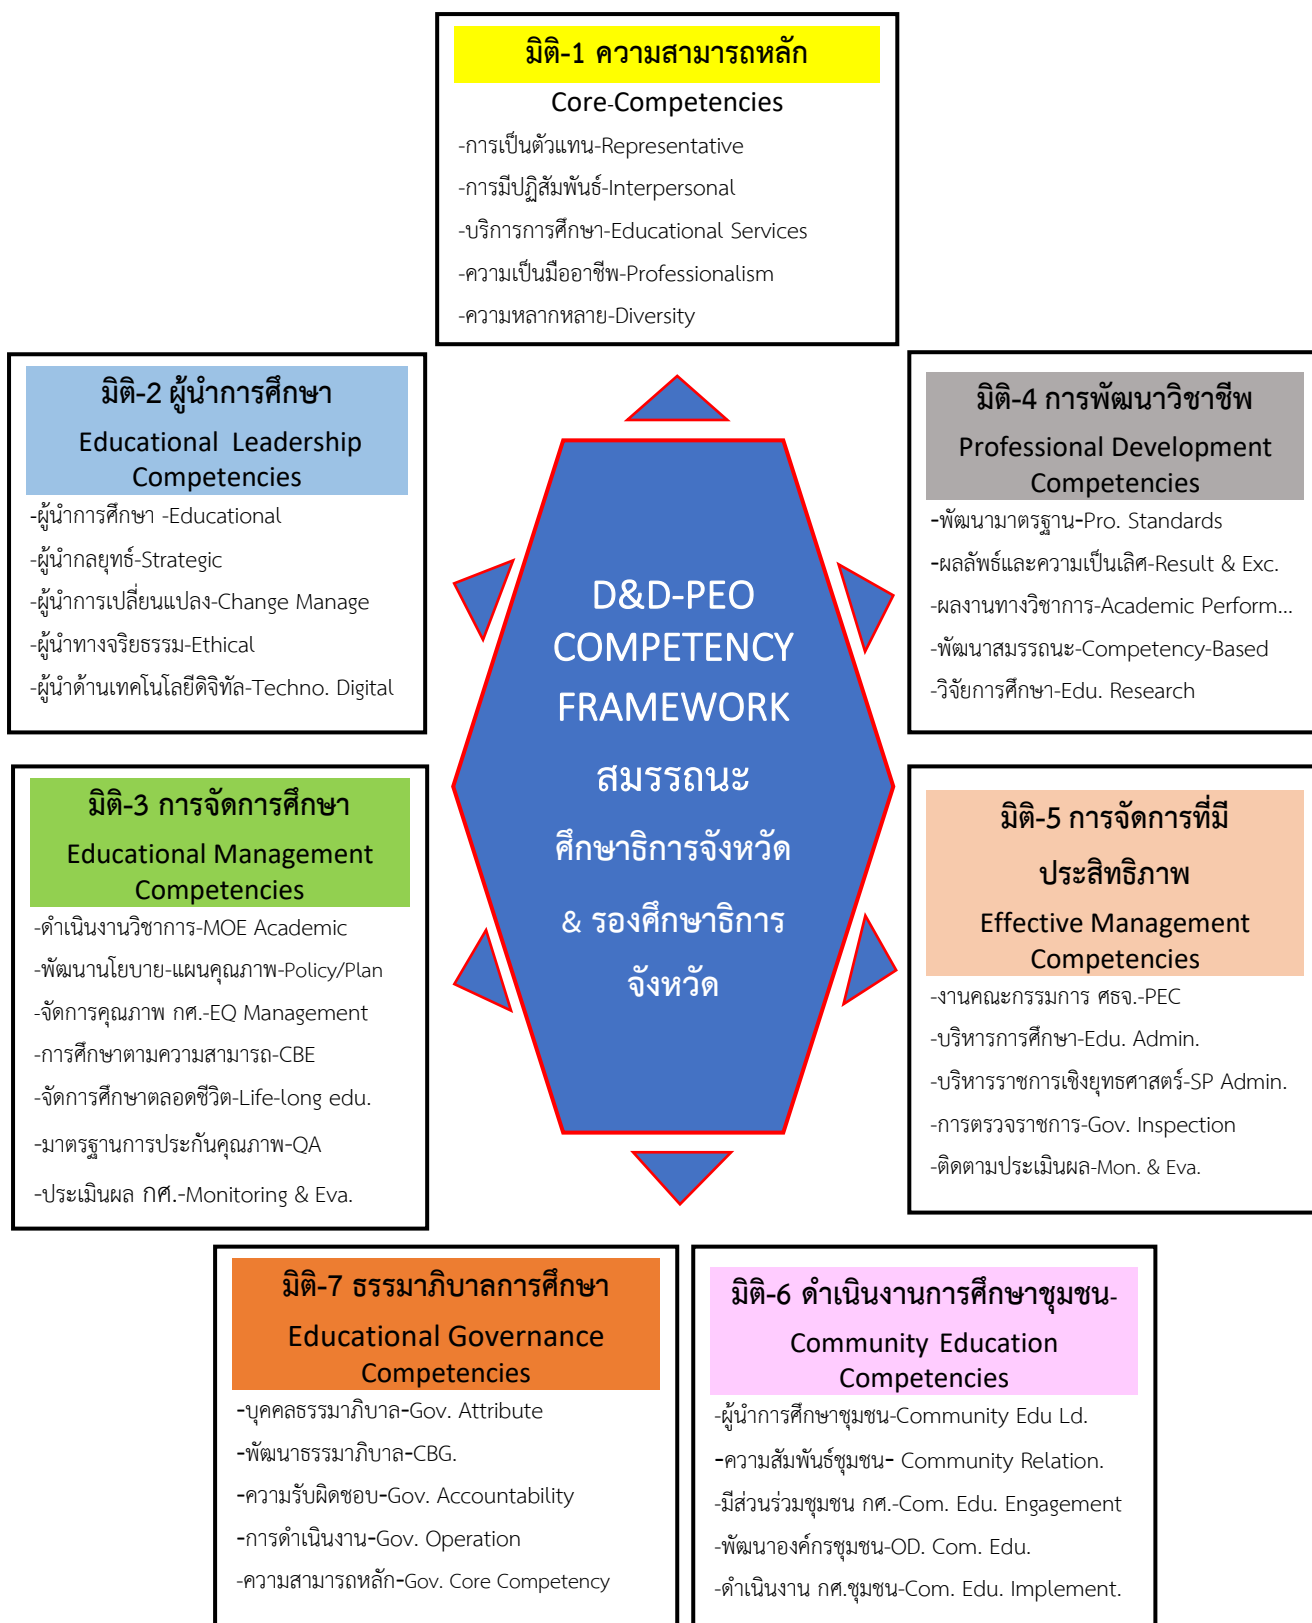 มิติ-1 ความสามารถหลัก
Core-Competencies
-การเป็นตัวแทน-Representative
-การมีปฏิสัมพันธ์-Interpersonal
-บริการการศึกษา-Educational Services
-ความเป็นมืออาชีพ-Professionalism
-ความหลากหลาย-Diversity
มิติ-2 ผู้นำการศึกษา
Educational Leadership
Competencies
-ผู้นำการศึกษา -Educational
-ผู้นำกลยุทธ์-Strategic
-ผู้นำการเปลี่ยนแปลง-Change Manage
-ผู้นำทางจริยธรรม-Ethical
-ผู้นำด้านเทคโนโลยีดิจิทัล-Techno. Digital
มิติ-4 การพัฒนาวิชาชีพ
Professional Development
Competencies
-พัฒนามาตรฐาน-Pro. Standards
-ผลลัพธ์และความเป็นเลิศ-Result & Exc.
-ผลงานทางวิชาการ-Academic Perform...
-พัฒนาสมรรถนะ-Competency-Based
-วิจัยการศึกษา-Edu. Research
D&D-PEO
COMPETENCY
FRAMEWORK
สมรรถนะ
ศึกษาธิการจังหวัด
& รองศึกษาธิการ
จังหวัด
มิติ-3 การจัดการศึกษา
Educational Management
Competencies
-ดำเนินงานวิชาการ-MOE Academic
-พัฒนานโยบาย-แผนคุณภาพ-Policy/Plan
-จัดการคุณภาพ กศ.-EQ Management
-การศึกษาตามความสามารถ-CBE
-จัดการศึกษาตลอดชีวิต-Life-long edu.
-มาตรฐานการประกันคุณภาพ-QA
-ประเมินผล กศ.-Monitoring & Eva.
มิติ-5 การจัดการที่มี
ประสิทธิภาพ
Effective Management
Competencies
-งานคณะกรรมการ ศธจ.-PEC
-บริหารการศึกษา-Edu. Admin.
-บริหารราชการเชิงยุทธศาสตร์-SP Admin.
-การตรวจราชการ-Gov. Inspection
-ติดตามประเมินผล-Mon. & Eva.
มิติ-7 ธรรมาภิบาลการศึกษา
Educational Governance
Competencies
-บุคคลธรรมาภิบาล-Gov. Attribute
-พัฒนาธรรมาภิบาล-CBG.
-ความรับผิดชอบ-Gov. Accountability
-การดำเนินงาน-Gov. Operation
-ความสามารถหลัก-Gov. Core Competency
มิติ-6 ดำเนินงานการศึกษาชุมชน-
Community Education
Competencies
-ผู้นำการศึกษาชุมชน-Community Edu Ld.
-ความสัมพันธ์ชุมชน- Community Relation.
-มีส่วนร่วมชุมชน กศ.-Com. Edu. Engagement
-พัฒนาองค์กรชุมชน-OD. Com. Edu.
-ดำเนินงาน กศ.ชุมชน-Com. Edu. Implement.